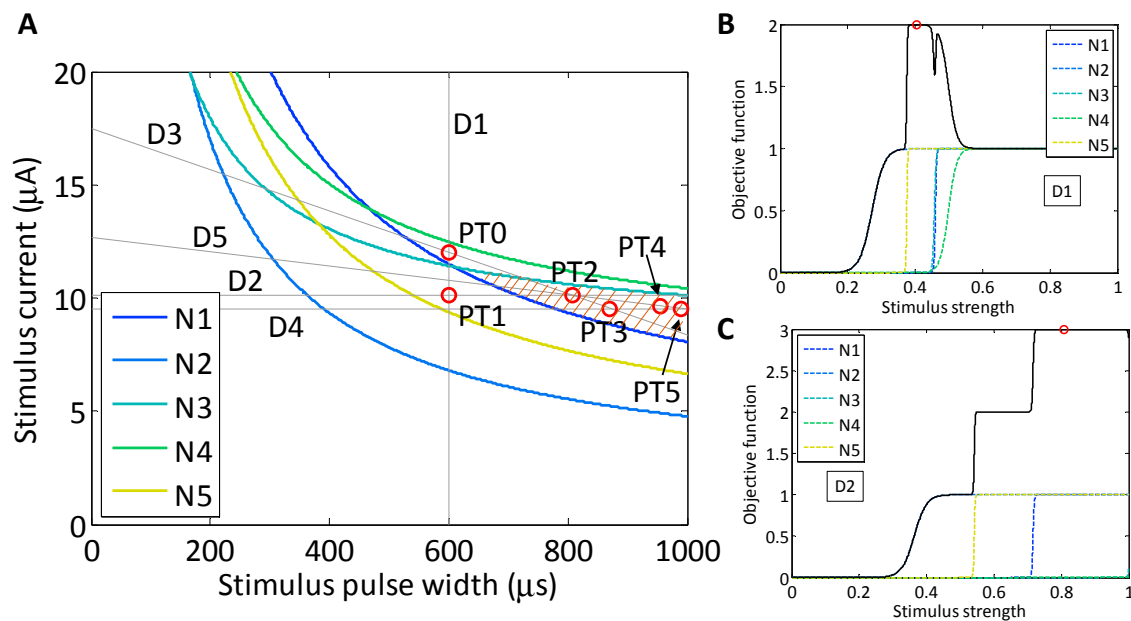 A
Stimulus current (μA)
20
15
10
5
0
D3
D5
D2
D4
D1
PT0
PT1
PT2
PT3
PT4
PT5
N1
N2
N3
N4
N5
0 200 400 600 800 1000
Stimulus pulse width (μs)
B
Objective function
2
1.5
1
0.5
0
N1
N2
N3
N4
N5
D1
0 0.2 0.4 0.6 0.8 1
Stimulus strength
C
Objective function
3
2.5
2
1.5
1
0.5
0
N1
N2
N3
N4
N5
D2
0 0.2 0.4 0.6 0.8 1
Stimulus strength